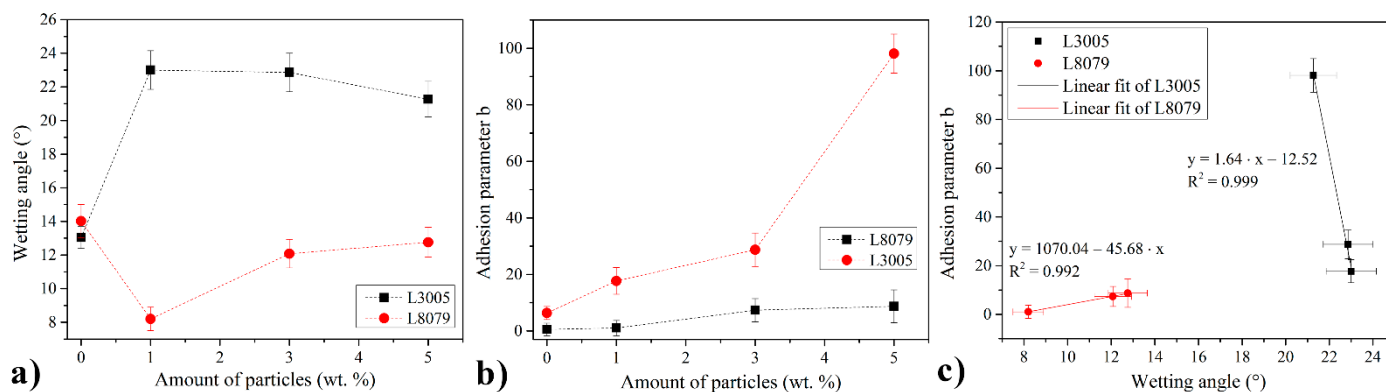 26
24
22
20
18
16
14
12
10
8
Wetting angle (°)
L3005
L8079
0 1 2 3 4 5
Amount of particles (wt. %)
a)
100
80
60
40
20
0
Adhesion parameter b
L8079
L3005
0 1 2 3 4 5
Amount of particles (wt. %)
b)
120
100
80
60
40
20
0
Adhesion parameter b
L3005
L8079
Linear fit of L3005
Linear fit of L8079
y = 1.64 · x – 12.52
R² = 0.999
y = 1070.04 – 45.68 · x
R² = 0.992
8 10 12 14 16 18 20 22 24
Wetting angle (°)
c)